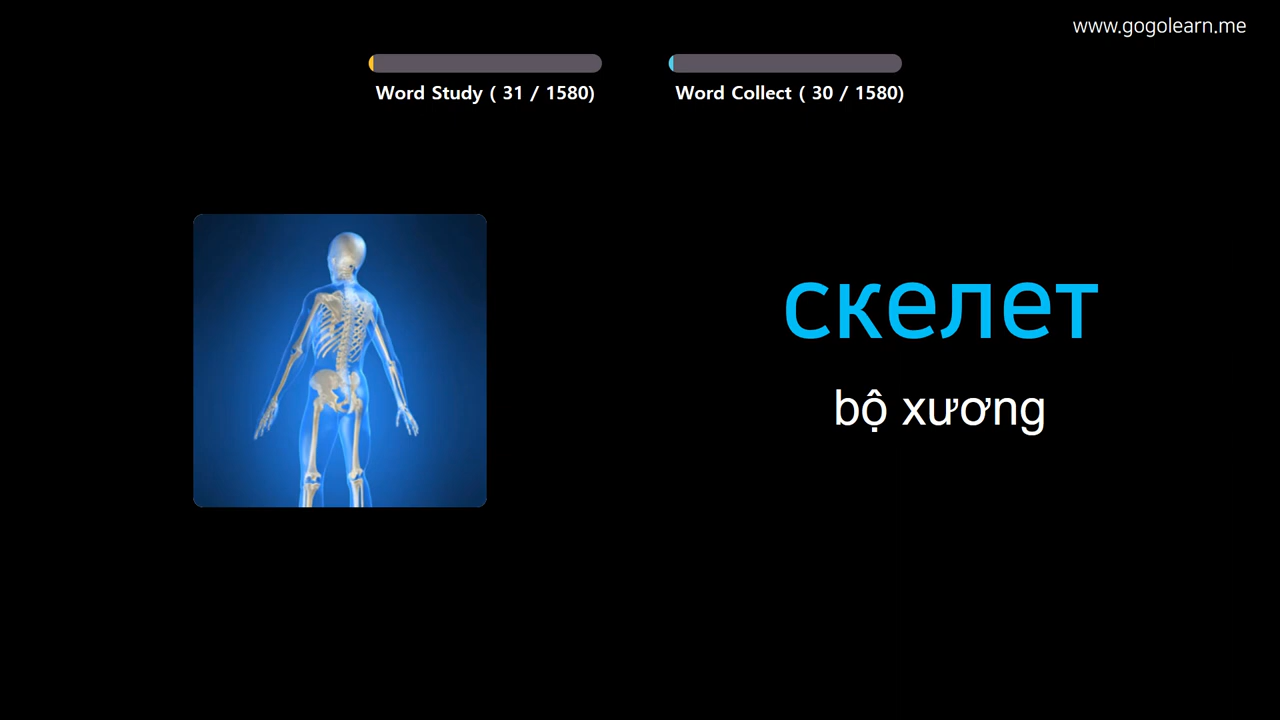 www.gogolearn.me
Word Study ( 31 / 1580)
Word Collect ( 30 / 1580)
скелет
bộ xương